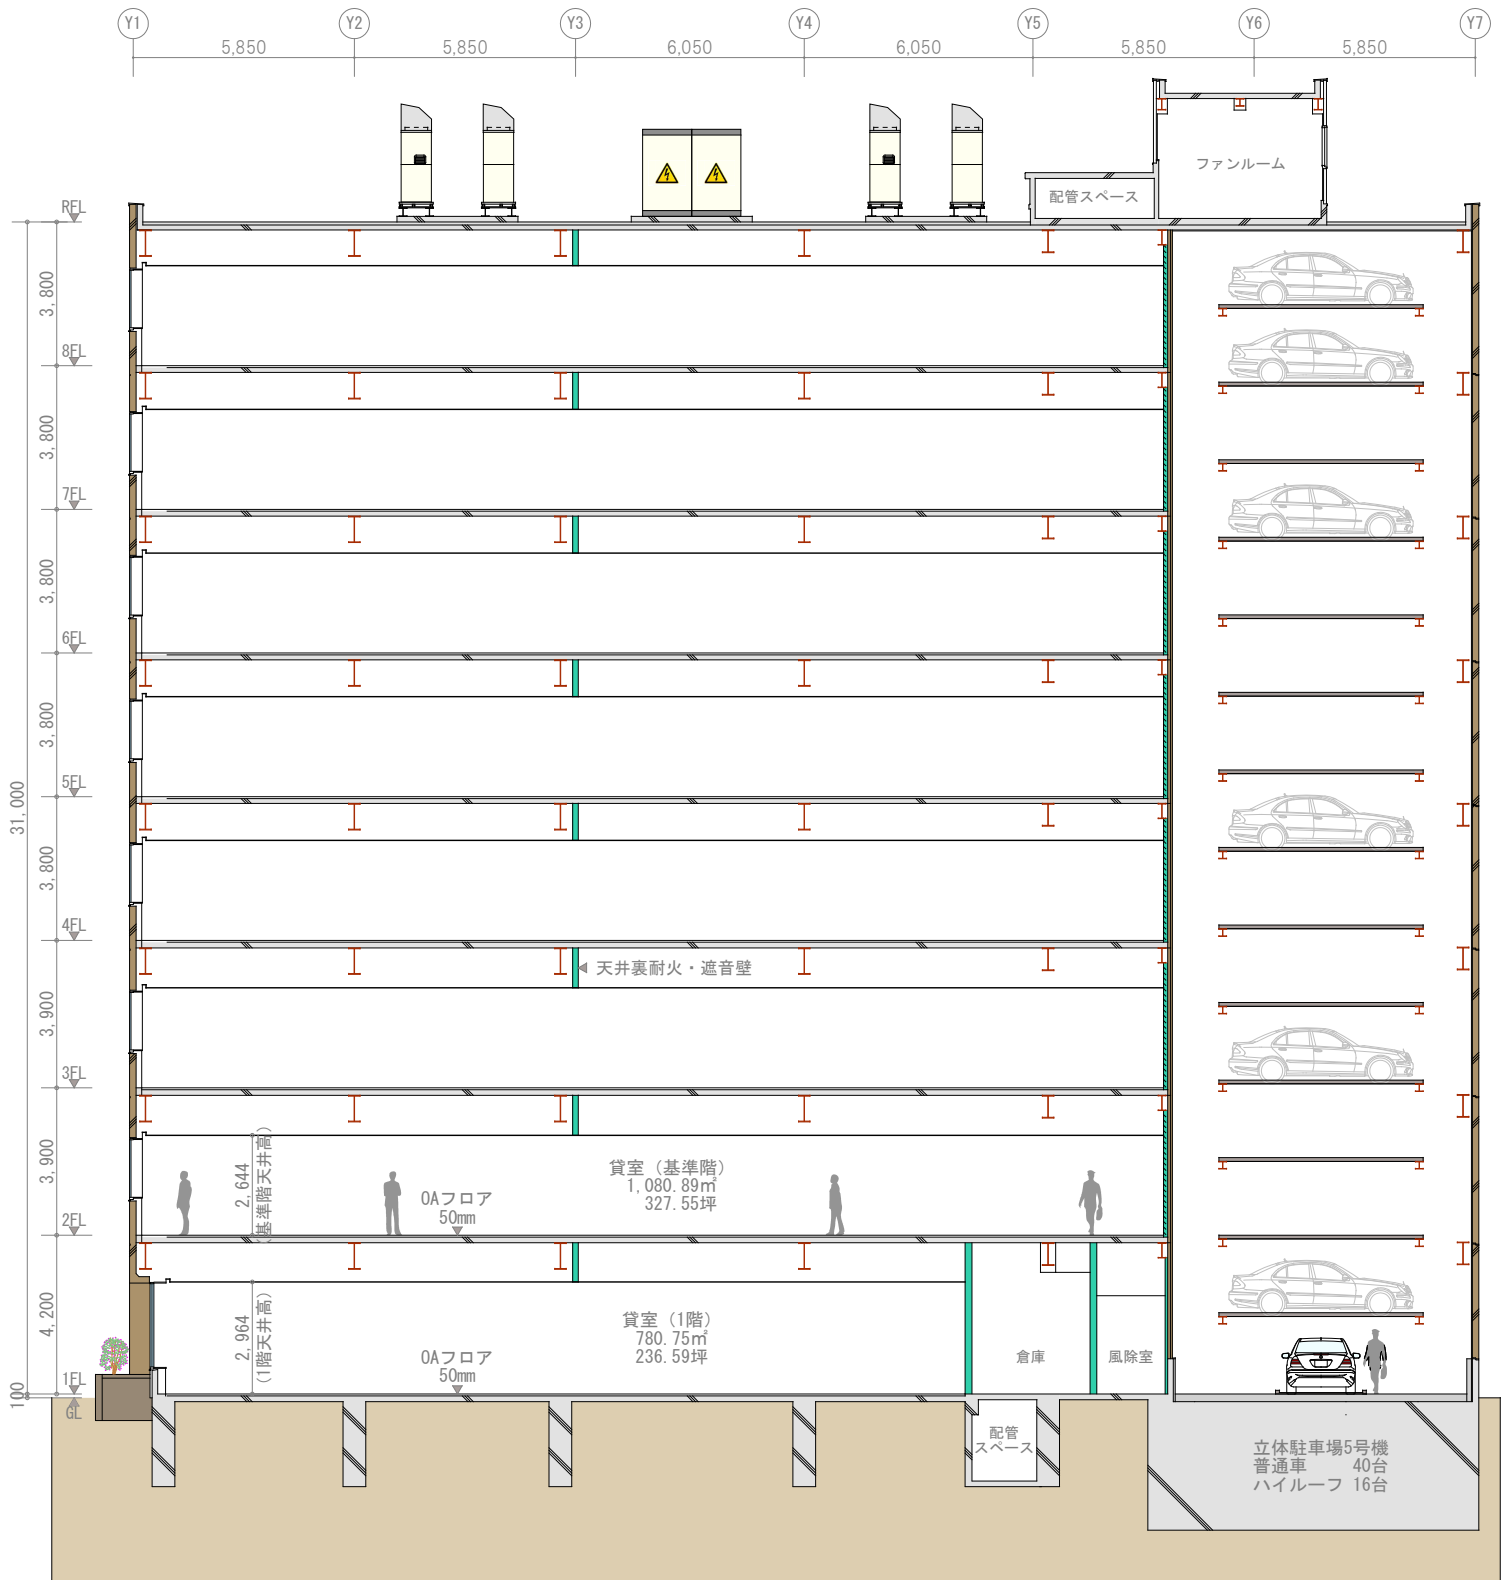 Y1 Y2 Y3 Y4 Y5 Y6 Y7
5,850 5,850 6,050 6,050 5,850 5,850
ファンルーム
配管スペース
RFL
3,800
8FL
3,800
7FL
3,800
6FL
3,800
5FL
31,000
3,800
4FL
天井裏耐火・遮音壁
3,900
3FL
3,900
2,644
(基準階天井高)
OAフロア
50mm
貸室 (基準階)
1,080.89㎡
327.55坪
2FL
4,200
2,964
(1階天井高)
OAフロア
50mm
貸室 (1階)
780.75㎡
236.59坪
倉庫
風除室
1FL
100
GL
配管
スペース
立体駐車場5号機
普通車 40台
ハイルーフ 16台